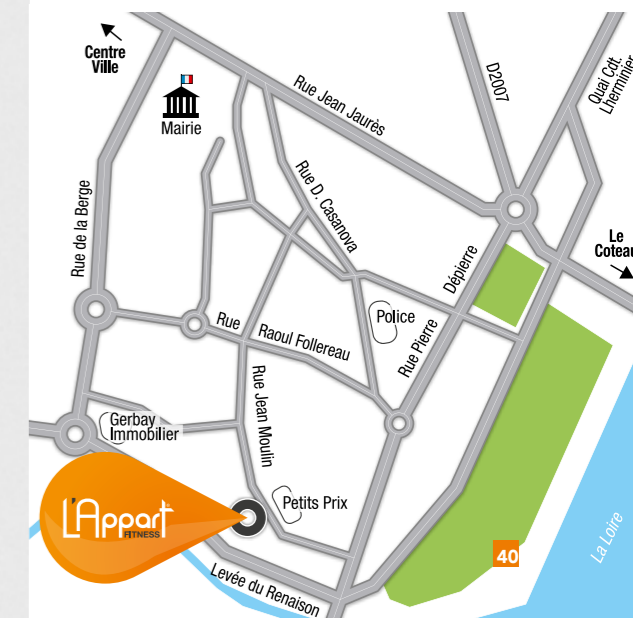 Centre
Ville
Mairie
Rue Jean Jaurès
D2007
Quai Cdt.
Lherminier
Rue de la Berge
Rue D. Casanova
Le
Coteau
Dépierre
Rue Pierre
Police
Rue
Raoul Follereau
Rue Jean Moulin
Gerbay
Immobilier
L'Appart
FITNESS
Petits Prix
40
La Loire
Levée du Renaison